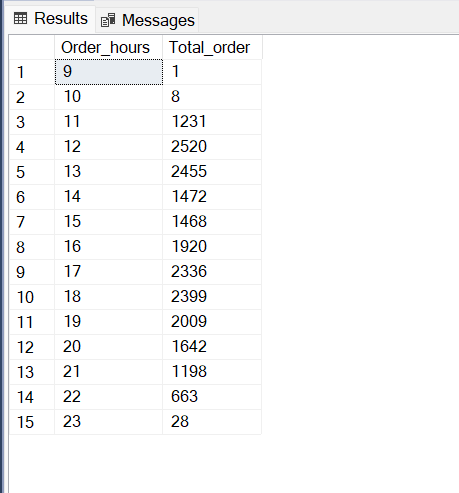 Results Messages
Order_hours Total_order
1 9 1
2 10 8
3 11 1231
4 12 2520
5 13 2455
6 14 1472
7 15 1468
8 16 1920
9 17 2336
10 18 2399
11 19 2009
12 20 1642
13 21 1198
14 22 663
15 23 28